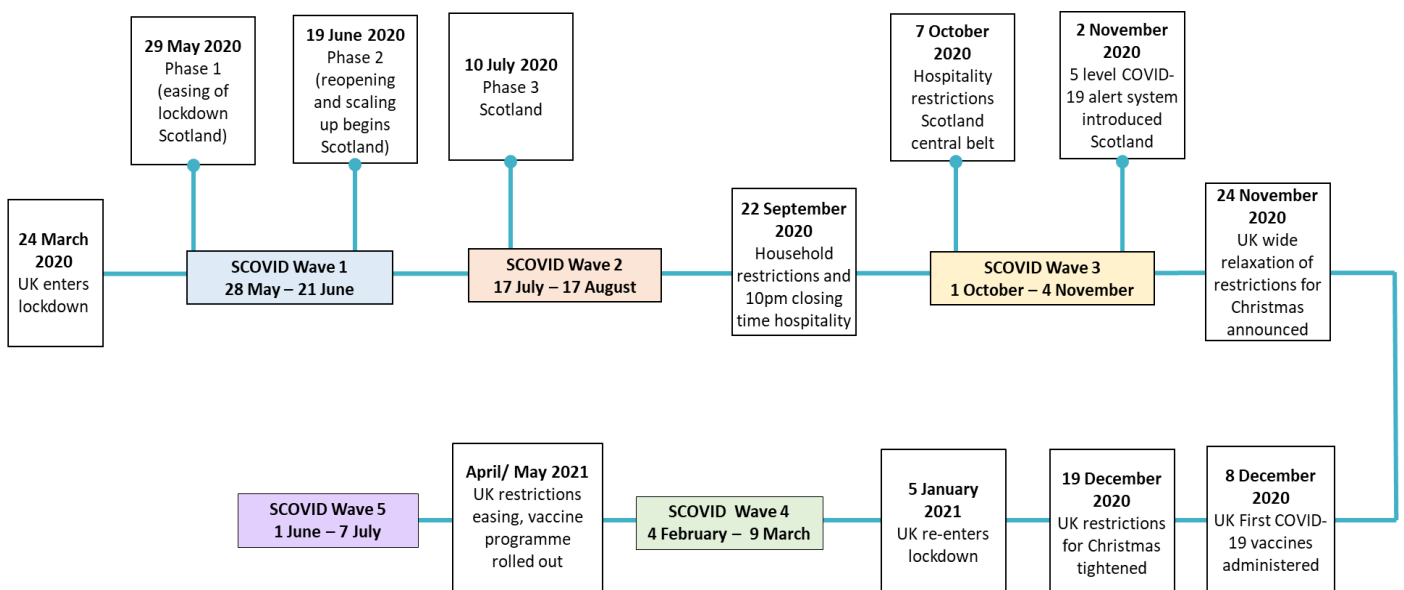 24 March
2020
UK enters
lockdown
29 May 2020
Phase 1
(easing of
lockdown
Scotland)
19 June 2020
Phase 2
(reopening
and scaling
up begins
Scotland)
SCOVID Wave 1
28 May – 21 June
10 July 2020
Phase 3
Scotland
SCOVID Wave 2
17 July – 17 August
22 September
2020
Household
restrictions and
10pm closing
time hospitality
7 October
2020
Hospitality
restrictions
Scotland
central belt
2 November
2020
5 level COVID-
19 alert system
introduced
Scotland
SCOVID Wave 3
1 October – 4 November
24 November
2020
UK wide
relaxation of
restrictions for
Christmas
announced
8 December
2020
UK First COVID-
19 vaccines
administered
19 December
2020
UK restrictions
for Christmas
tightened
5 January
2021
UK re-enters
lockdown
SCOVID Wave 4
4 February – 9 March
April/ May 2021
UK restrictions
easing, vaccine
programme
rolled out
SCOVID Wave 5
1 June – 7 July